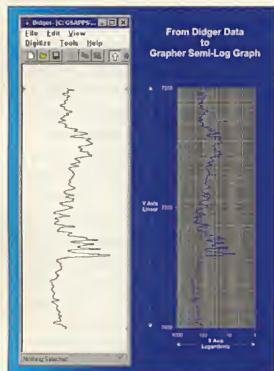 Didger - [C:\GSAPPS\...
File Edit View
Digitize Tools Help
Nothing Selected
From Didger Data
to
Grapher Semi-Log Graph
Y Axis
Linear
X Axis
Logarithmic